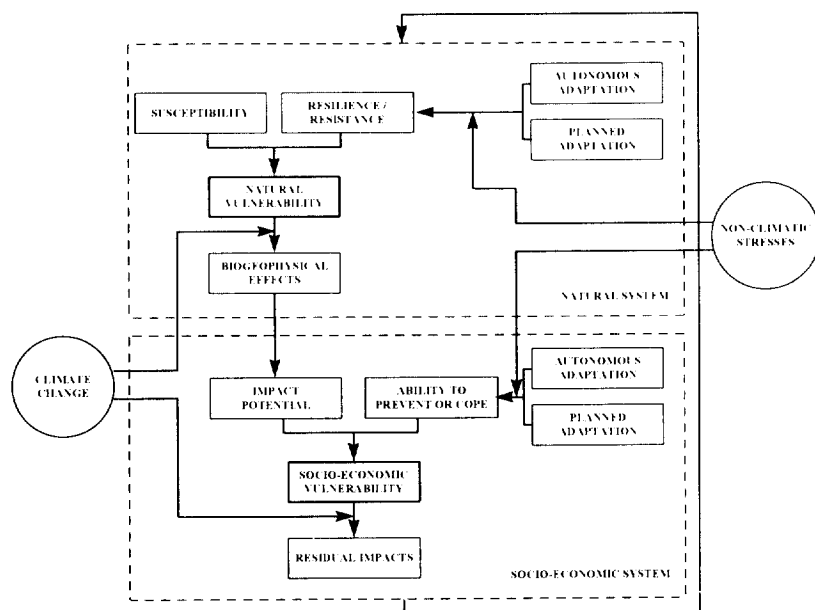 AUTONOMOUS
ADAPTATION
SUSCEPTIBILITY
RESILIENCE /
RESISTANCE
PLANNED
ADAPTATION
NATURAL
VULNERABILITY
NON-CLIMATIC
STRESSES
BIOGEOPHYSICAL
EFFECTS
NATURAL SYSTEM
CLIMATE
CHANGE
IMPACT
POTENTIAL
ABILITY TO
PREVENT OR COPE
AUTONOMOUS
ADAPTATION
PLANNED
ADAPTATION
SOCIO-ECONOMIC
VULNERABILITY
RESIDUAL IMPACTS
SOCIO-ECONOMIC SYSTEM